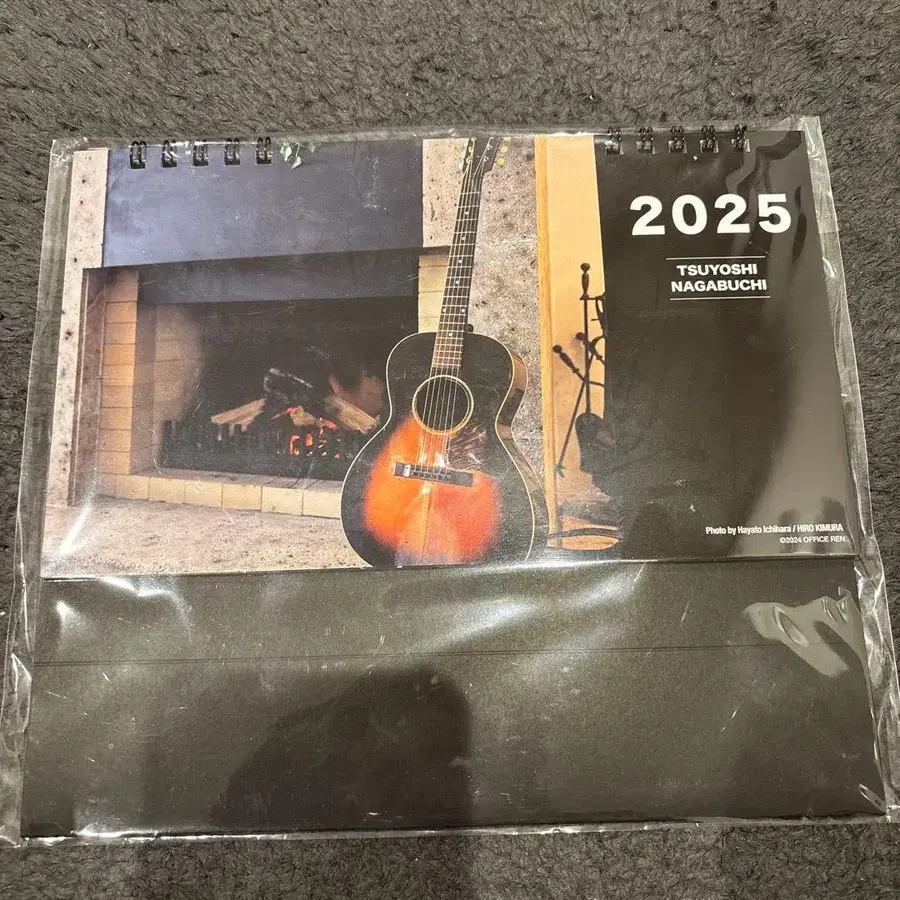 2025
TSUYOSHI
NAGABUCHI
Photo by Hayato Ichihara / HIRO KIMURA
©2024 OFFICE REN